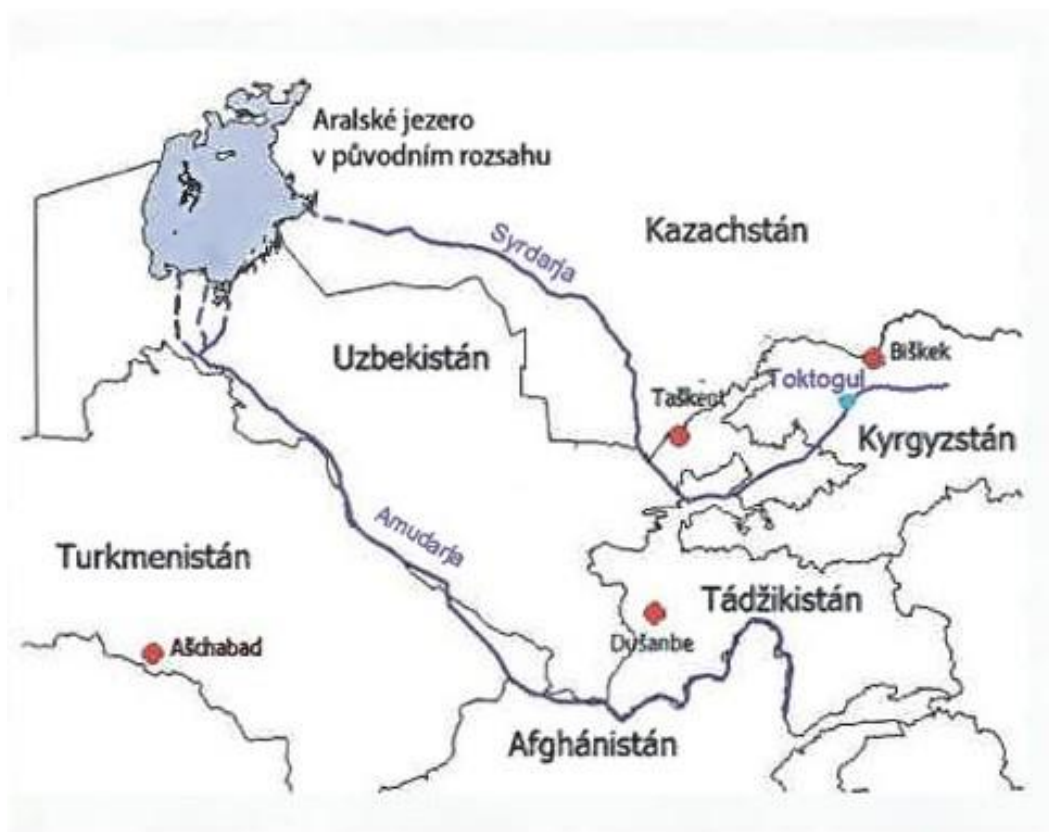 Aralské jezero
v původním rozsahu
Kazachstán
Syrdarja
Uzbekistán
Biškek
Toktogul
Taškent
Kyrgyzstán
Amudarja
Turkmenistán
Tádžikistán
Dušanbe
Ašchabad
Afghánistán